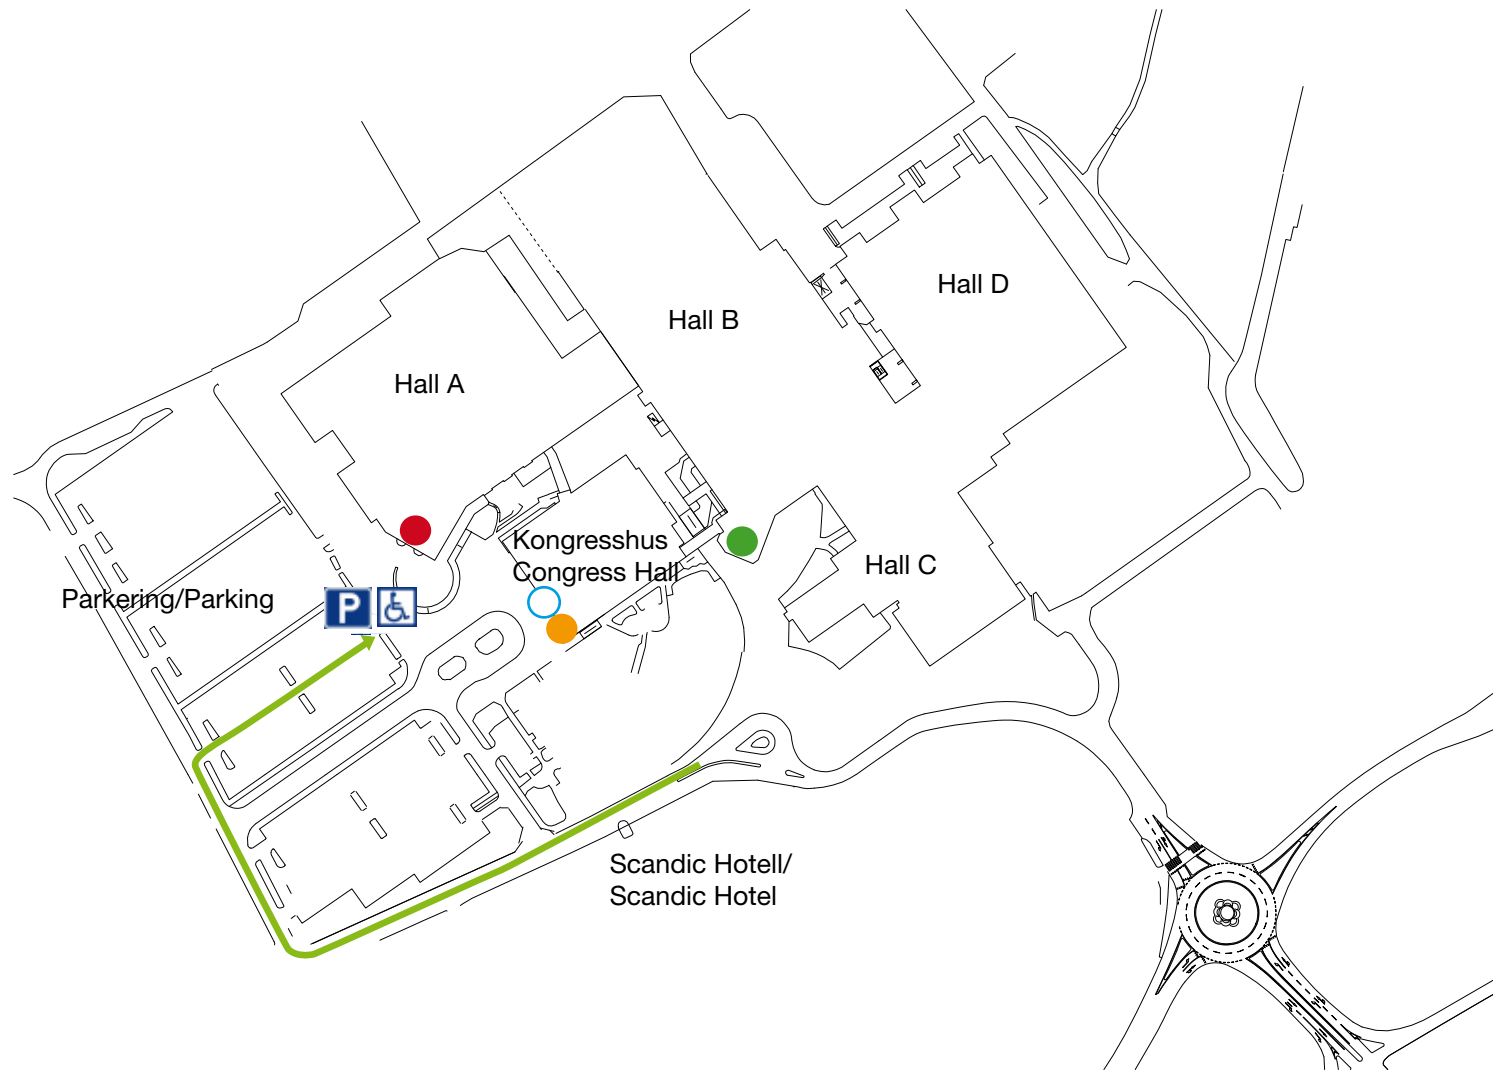 Hall D
Hall B
Hall A
Kongresshus
Congress Hall
Hall C
Parkering/Parking
P
Scandic Hotell/
Scandic Hotel